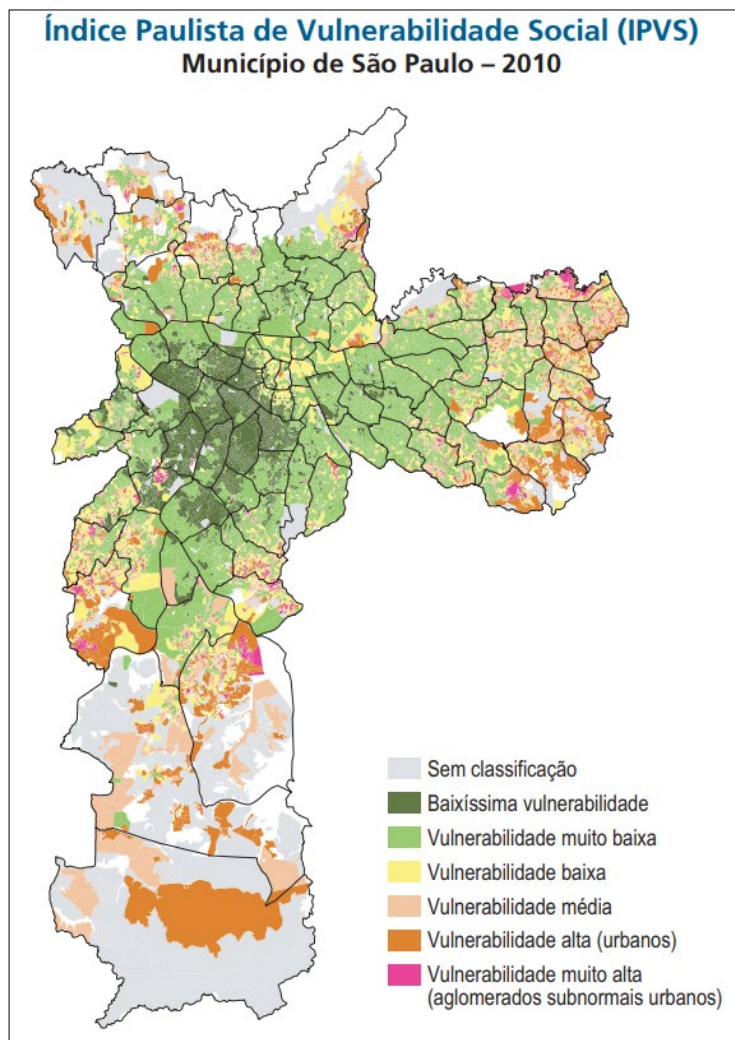 Índice Paulista de Vulnerabilidade Social (IPVS)
Município de São Paulo – 2010
Sem classificação
Baixíssima vulnerabilidade
Vulnerabilidade muito baixa
Vulnerabilidade baixa
Vulnerabilidade média
Vulnerabilidade alta (urbanos)
Vulnerabilidade muito alta
(aglomerados subnormais urbanos)